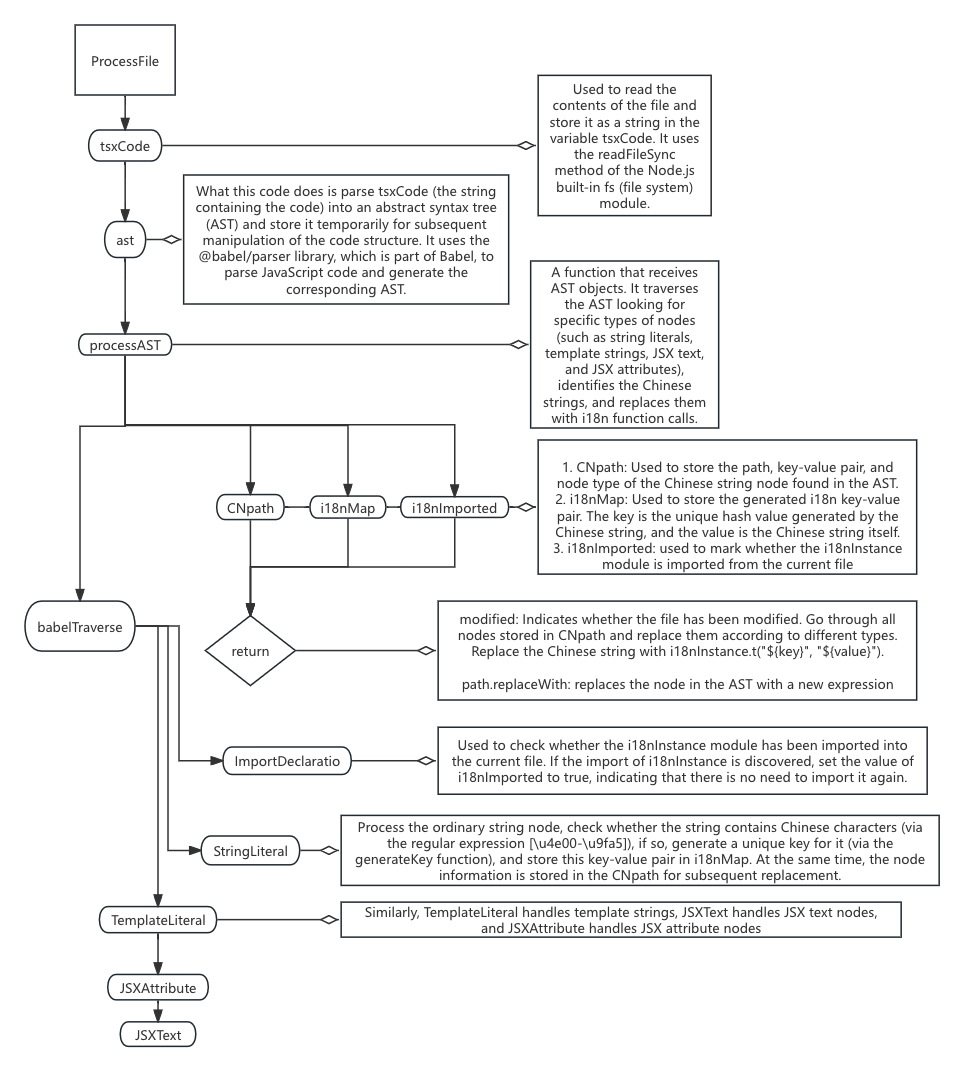 ProcessFile
tsxCode
Used to read the
contents of the file and
store it as a string in the
variable tsxCode. It uses
the readFileSync
method of the Node.js
built-in fs (file system)
module.
What this code does is parse tsxCode (the string
containing the code) into an abstract syntax tree
(AST) and store it temporarily for subsequent
manipulation of the code structure. It uses the
@babel/parser library, which is part of Babel, to
parse JavaScript code and generate the
corresponding AST.
ast
A function that receives
AST objects. It traverses
the AST looking for
specific types of nodes
(such as string literals,
template strings, JSX text,
and JSX attributes),
identifies the Chinese
strings, and replaces them
with i18n function calls.
processAST
CNpath
i18nMap
i18nImported
1. CNpath: Used to store the path, key-value pair, and
node type of the Chinese string node found in the AST.
2. i18nMap: Used to store the generated i18n key-value
pair. The key is the unique hash value generated by the
Chinese string, and the value is the Chinese string itself.
3. i18nImported: used to mark whether the i18nInstance
module is imported from the current file
babelTraverse
return
modified: Indicates whether the file has been modified. Go through all
nodes stored in CNpath and replace them according to different types.
Replace the Chinese string with i18nInstance.t("${key}", "${value}").
path.replaceWith: replaces the node in the AST with a new expression
ImportDeclaratio
Used to check whether the i18nInstance module has been imported into
the current file. If the import of i18nInstance is discovered, set the value of
i18nImported to true, indicating that there is no need to import it again.
StringLiteral
Process the ordinary string node, check whether the string contains Chinese characters (via
the regular expression [\u4e00-\u9fa5]), if so, generate a unique key for it (via the
generateKey function), and store this key-value pair in i18nMap. At the same time, the node
information is stored in the CNpath for subsequent replacement.
TemplateLiteral
Similarly, TemplateLiteral handles template strings, JSXText handles JSX text nodes,
and JSXAttribute handles JSX attribute nodes
JSXAttribute
JSXText